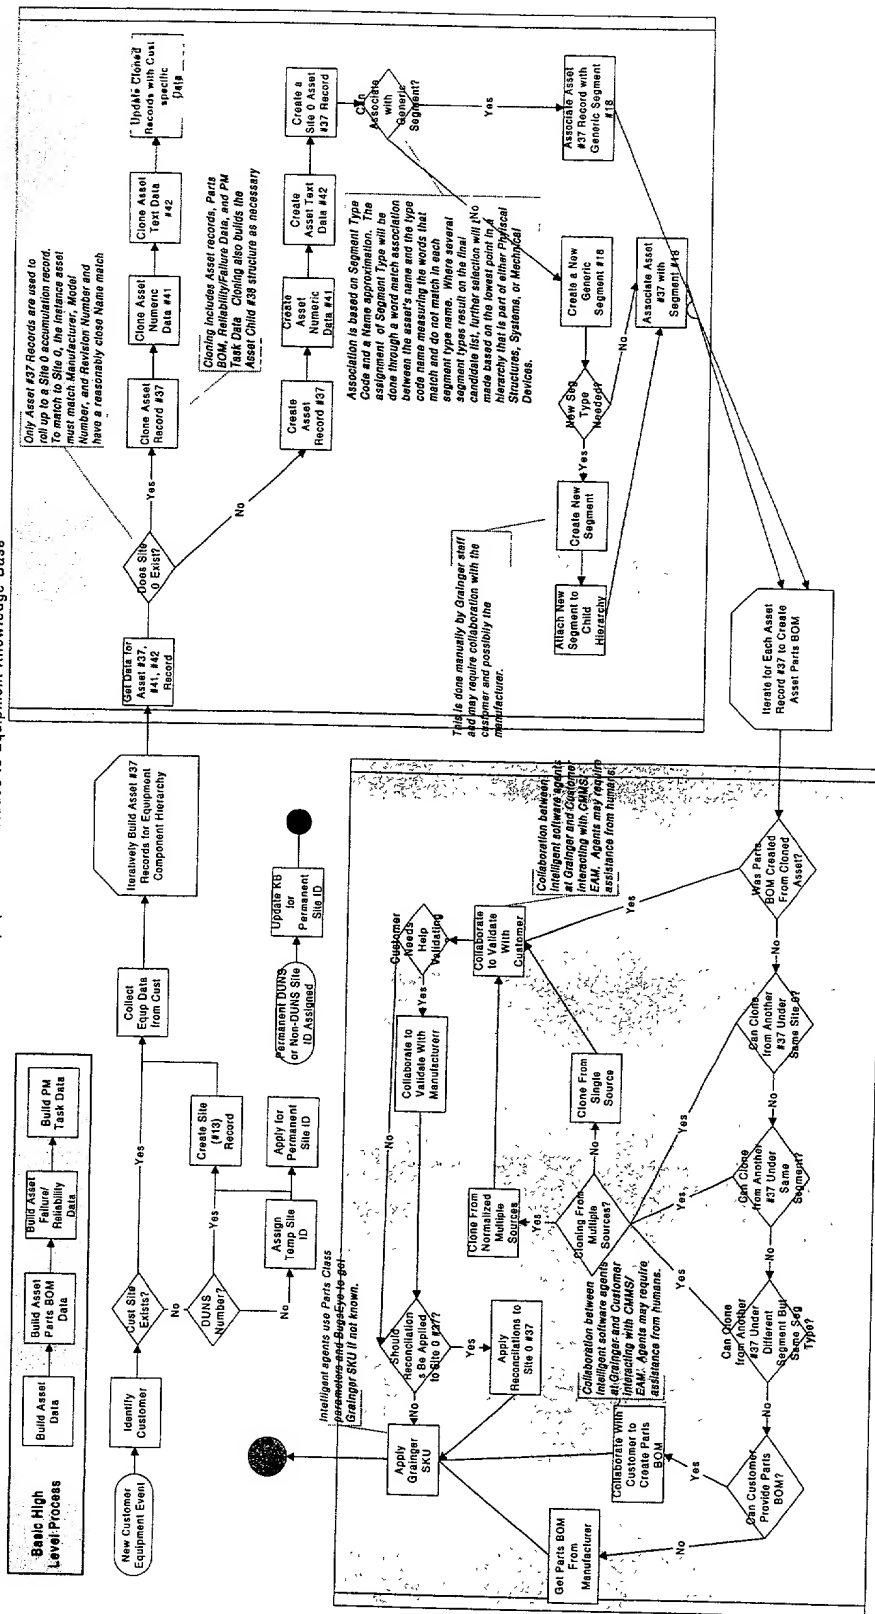 Equipment Knowledge Base
Basic High
Level Process
Build Asset
Data
Build Asset
Parts BOM
Data
Build Asset
Failure/
Reliability
Data
Build PM
Task Data
New Customer
Equipment Event
Identify
Customer
Cust Site
Exists?
Yes
No
DUNS
Number?
Yes
No
Create Site
(#13)
Record
Assign
Temp Site
ID
Apply for
Permanent
Site ID
Permanent DUNS
or Non-DUNS Site
ID Assigned
Update KB
for
Permanent
Site ID
Collect
Equp Data
from Cust
Iteratively Build Asset #37
Records for Equipment
Component Hierarchy
Get Data for
Asset #37,
#41, #42
Record
Does Site
0 Exist?
Yes
No
Only Asset #37 Records are used to
roll up to a Site 0 accumulation record.
To match to Site 0, the instance asset
must match Manufacturer, Model
Number, and Revision Number and
have a reasonably close Name match
Clone Asset
Record #37
Clone Asset
Numeric
Data #41
Clone Asset
Text Data
#42
Update Cloned
Records with Cust
specific
Data
Cloning includes Asset records, Parts
BOM, Reliability/Failure Data, and PM
Task Data Cloning also builds the
Asset Child #38 structure as necessary
Create
Asset
Record #37
Create
Asset
Numeric
Data #41
Create
Asset Text
Data #42
Create a
Site 0 Asset
#37 Record
Can
Associate
with
Generic
Segment?
Yes
No
Associate Asset
#37 Record with
Generic Segment
#18
Association is based on Segment Type
Code and a Name approximation. The
assignment of Segment Type will be
done through a word match association
between the asset's name and the type
code name measuring the words that
match and do not match in each
segment type name. Where several
segment types result on the final
candidate list, further selection will
made based on the lowest point in a
hierarchy that is part of either Physical
Structures, Systems, or Mechnical
Devices.
Create a New
Generic
Segment #18
New Seg
Type
Needed?
Yes
No
Associate Asset
#37 with
Segment #18
Create New
Segment
Attach New
Segment to
Child
Hierarchy
This is done manually by Grainger staff
and may require collaboration with the
customer and possibily the
manufacturer.
Iterate for Each Asset
Record #37 to Create
Asset Parts BOM
Was Parts
BOM Created
From Cloned
Asset?
Yes
No
Can Clone
from Another
#37 Under
Same Site 0?
Yes
No
Can Clone
from Another
#37 Under
Same
Segment?
Yes
No
Can Clone
from Another
#37 Under
Different
Segment But
Same Seg
Type?
Yes
No
Can Customer
Provide Parts
BOM?
Yes
No
Collaborate With
Customer to
Create Parts
BOM
Get Parts BOM
From
Manufacturer
Cloning From
Multiple
Sources?
Yes
No
Clone From
Normalized
Multiple
Sources
Clone From
Single
Source
Collaborate
to Validate
With
Customer
Collaboration between
intelligent software agents
at Grainger and Customer
interacting with CMMS/
EAM. Agents may require
assistance from humans.
Customer
Needs
Help
Validating
Yes
No
Collaborate to
Validate With
Manufacturerr
Should
Reconciliation
s Be Applied
to Site 0 #37?
Yes
No
Apply
Reconciliations to
Site 0 #37
Collaboration between
intelligent software agents
at Grainger and Customer
interacting with CMMS/
EAM. Agents may require
assistance from humans.
Intelligent agents use Parts Class
parameters and BugsEye to get
Grainger SKU if not known.
Apply
Grainger
SKU